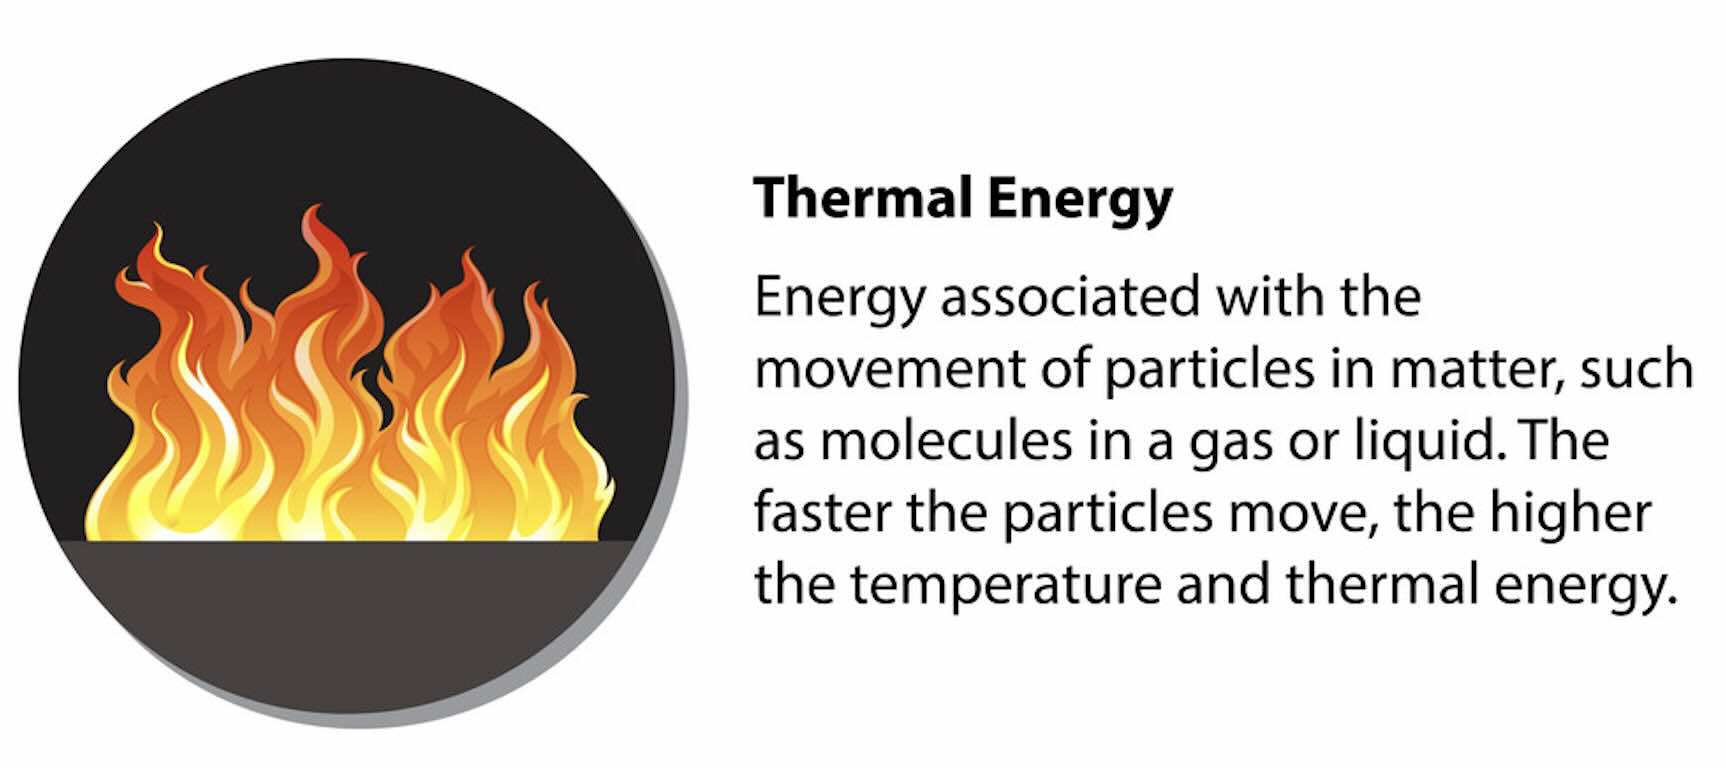 Thermal Energy
Energy associated with the
movement of particles in matter, such
as molecules in a gas or liquid. The
faster the particles move, the higher
the temperature and thermal energy.